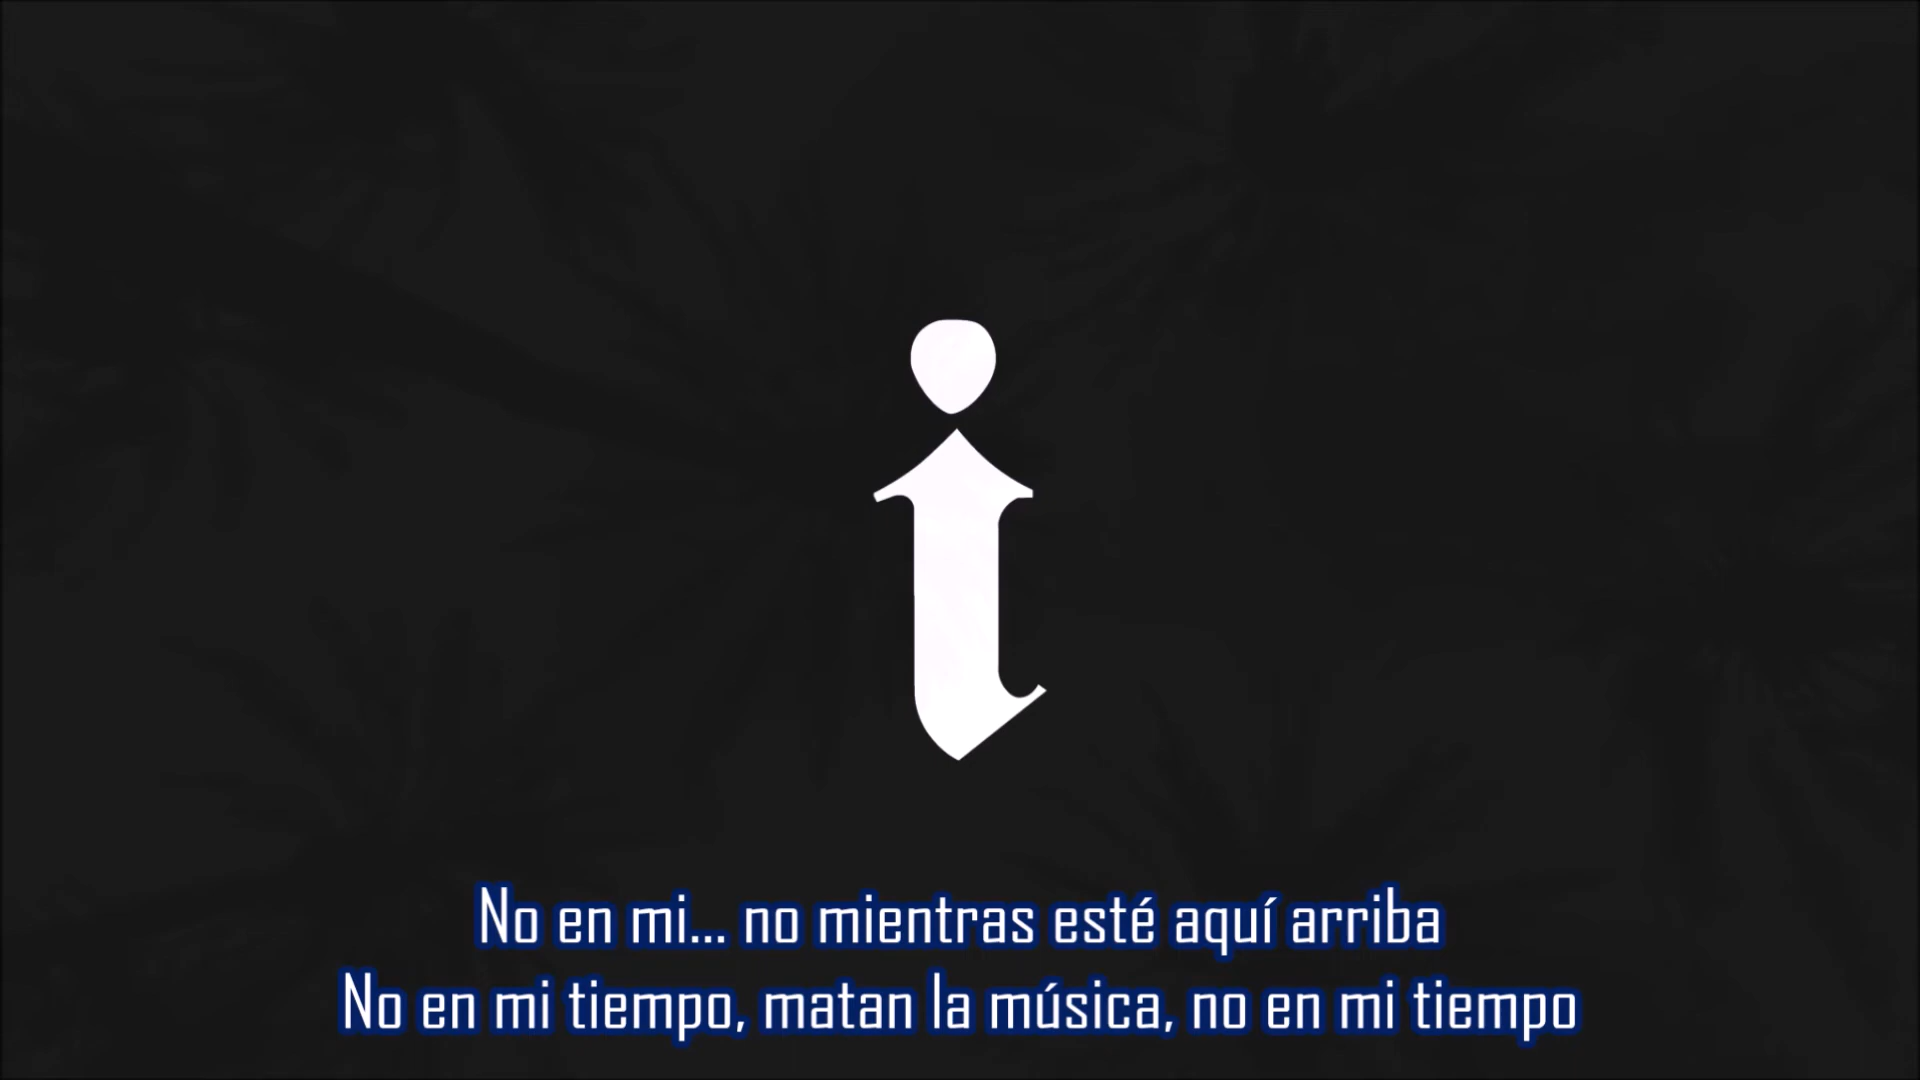 i
No en mi... no mientras esté aquí arriba
No en mi tiempo, matan la música, no en mi tiempo